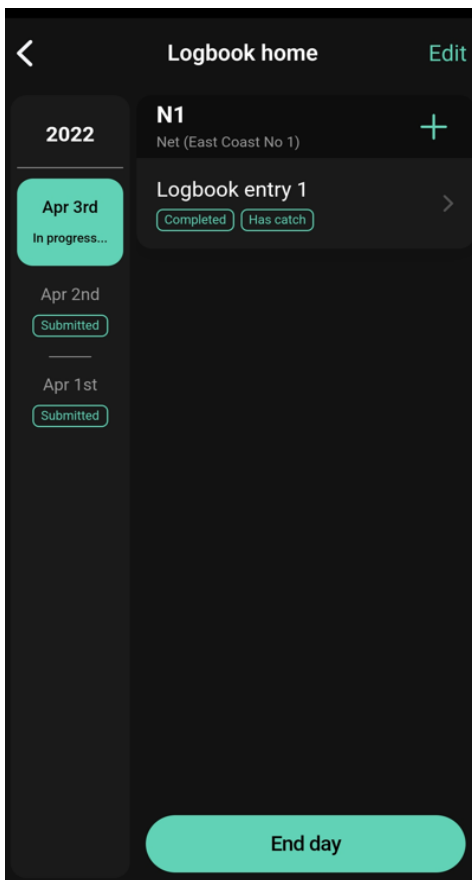 Logbook home
Edit
2022
Apr 3rd
In progress...
Apr 2nd
Submitted
Apr 1st
Submitted
N1
Net (East Coast No 1)
Logbook entry 1
Completed Has catch
End day